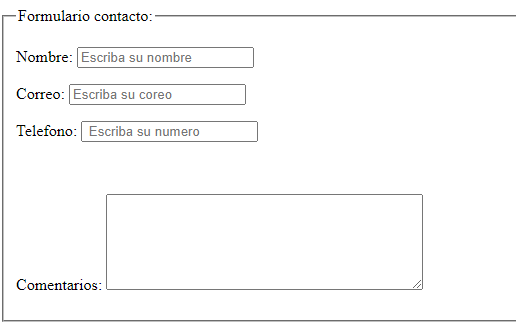 Formulario contacto:
Nombre: Escriba su nombre
Correo: Escriba su coreo
Telefono: Escriba su numero
Comentarios: